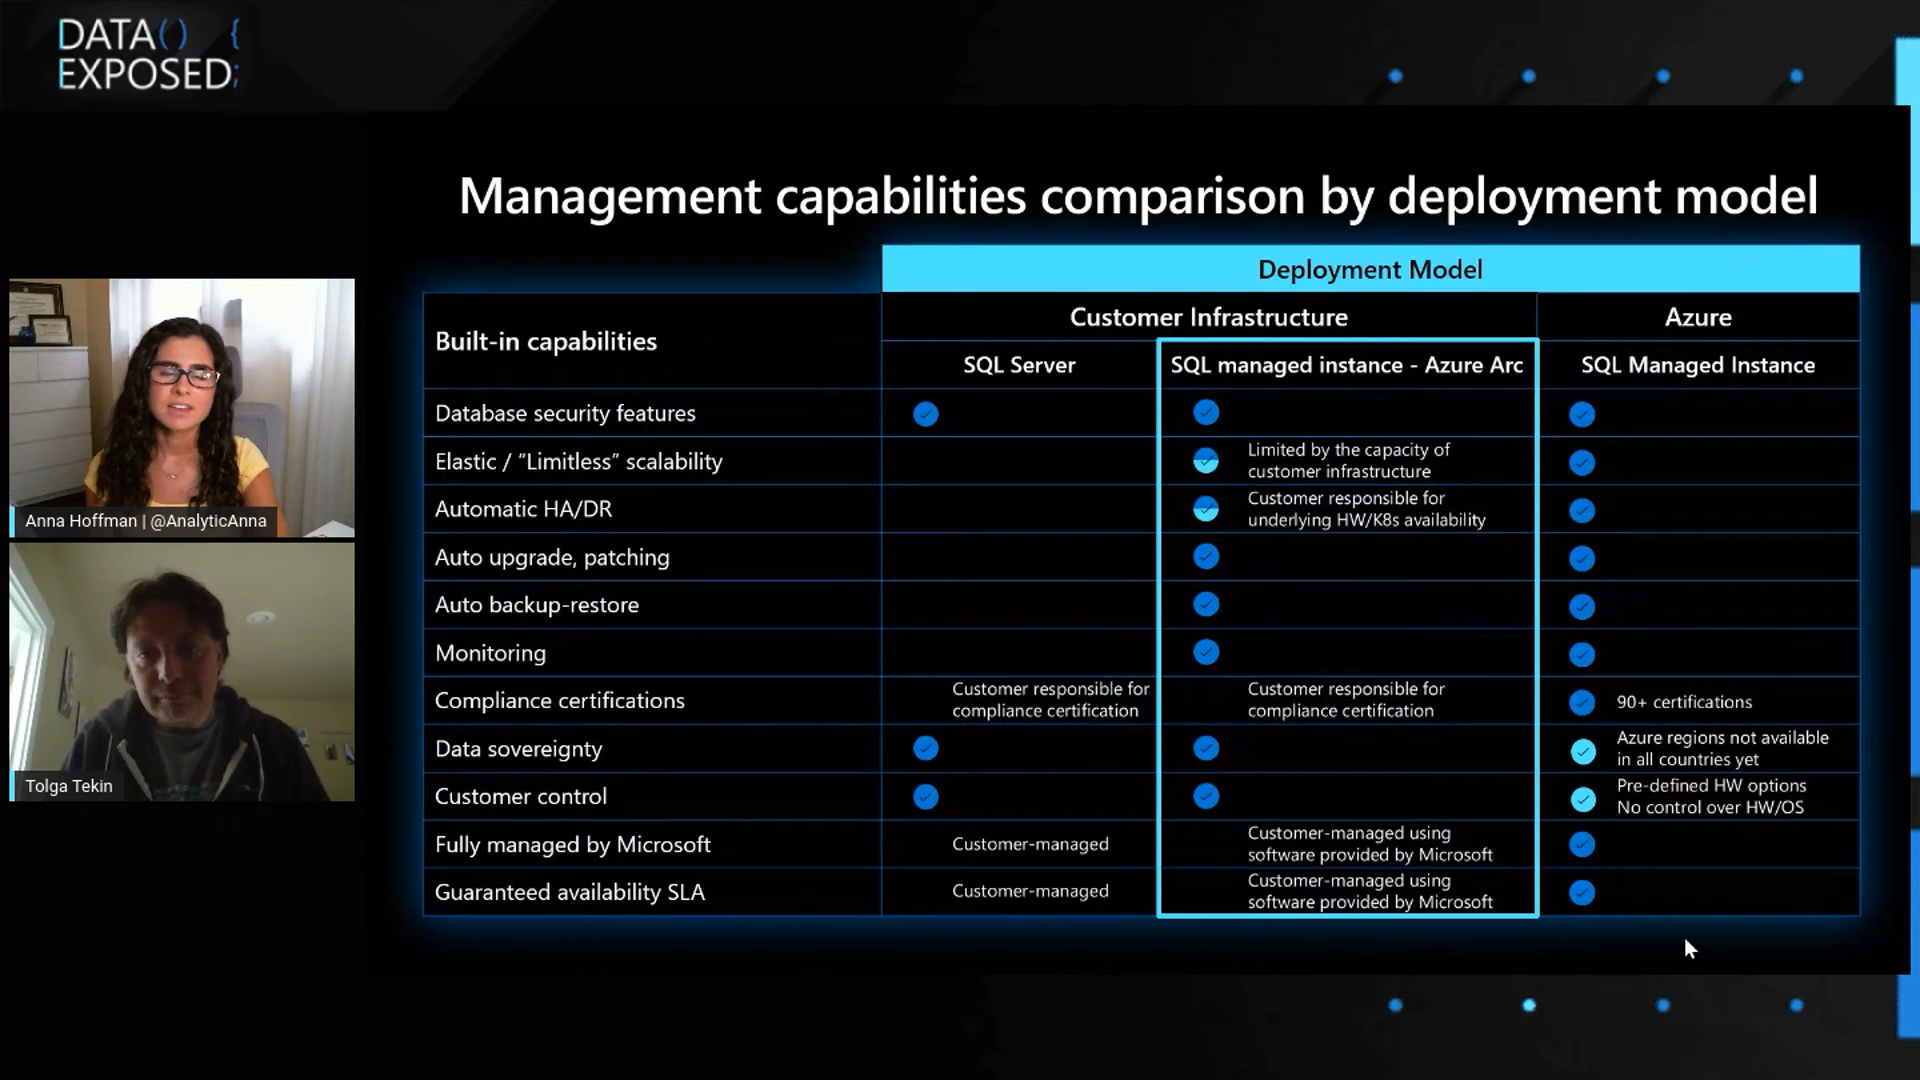 DATA() {
EXPOSED;
Management capabilities comparison by deployment model
Deployment Model
Built-in capabilities
Customer Infrastructure
Azure
SQL Server
SQL managed instance - Azure Arc
SQL Managed Instance
Database security features
Elastic / “Limitless” scalability
Limited by the capacity of
customer infrastructure
Automatic HA/DR
Customer responsible for
underlying HW/K8s availability
Auto upgrade, patching
Auto backup-restore
Monitoring
Compliance certifications
Customer responsible for
compliance certification
Customer responsible for
compliance certification
90+ certifications
Data sovereignty
Azure regions not available
in all countries yet
Customer control
Pre-defined HW options
No control over HW/OS
Fully managed by Microsoft
Customer-managed
Customer-managed using
software provided by Microsoft
Guaranteed availability SLA
Customer-managed
Customer-managed using
software provided by Microsoft
Anna Hoffman | @AnalyticAnna
Tolga Tekin